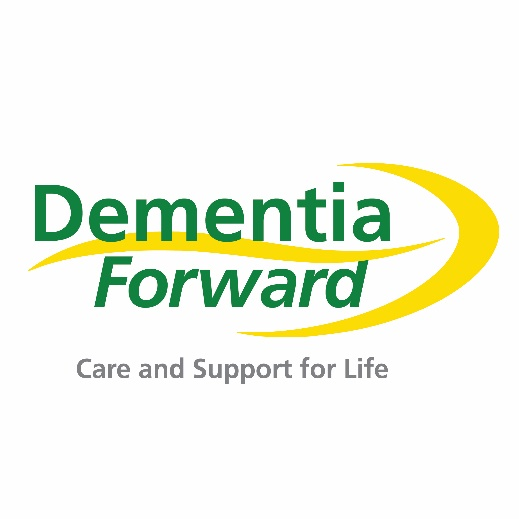 Dementia
Forward
Care and Support for Life